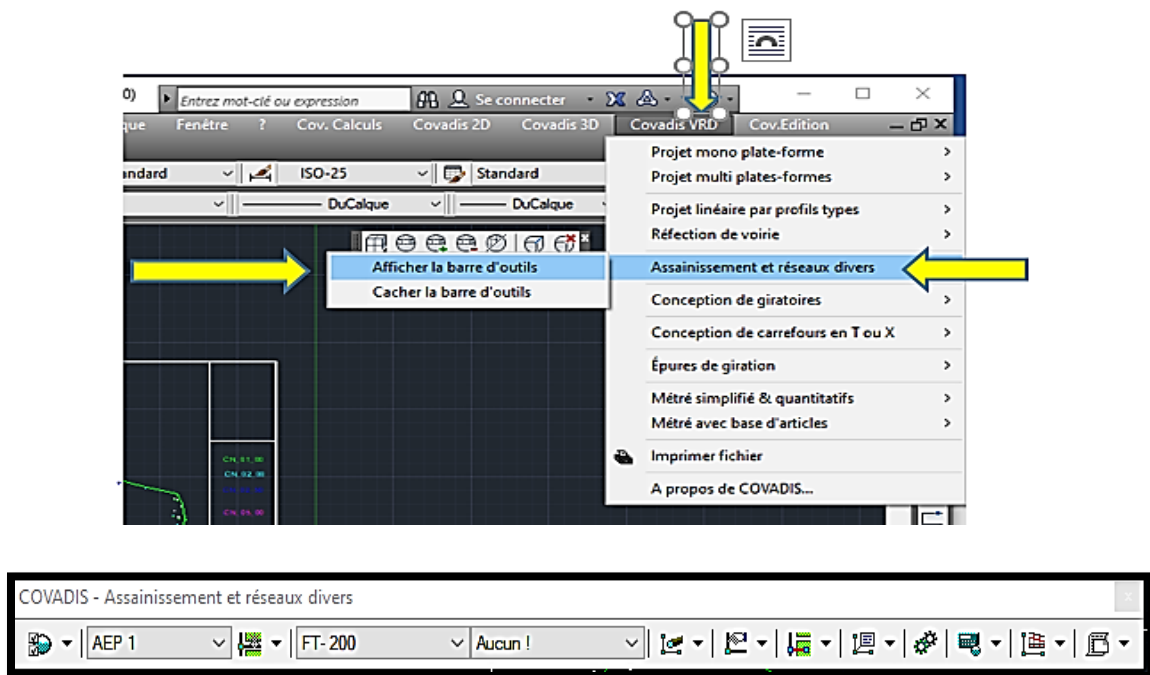 0) Entrez mot-clé ou expression Se connecter
que Fenêtre ? Cov. Calculs Covadis 2D Covadis 3D Covadis VRD Cov.Edition
andard ISO-25 Standard
DuCalque DuCalque
Projet mono plate-forme
Projet multi plates-formes
Projet linéaire par profils types
Réfection de voirie
Assainissement et réseaux divers
Afficher la barre d'outils
Cacher la barre d'outils
Conception de giratoires
Conception de carrefours en T ou X
Épures de giration
Métré simplifié & quantitatifs
Métré avec base d'articles
Imprimer fichier
A propos de COVADIS...
COVADIS - Assainissement et réseaux divers
AEP 1 FT- 200 Aucun !